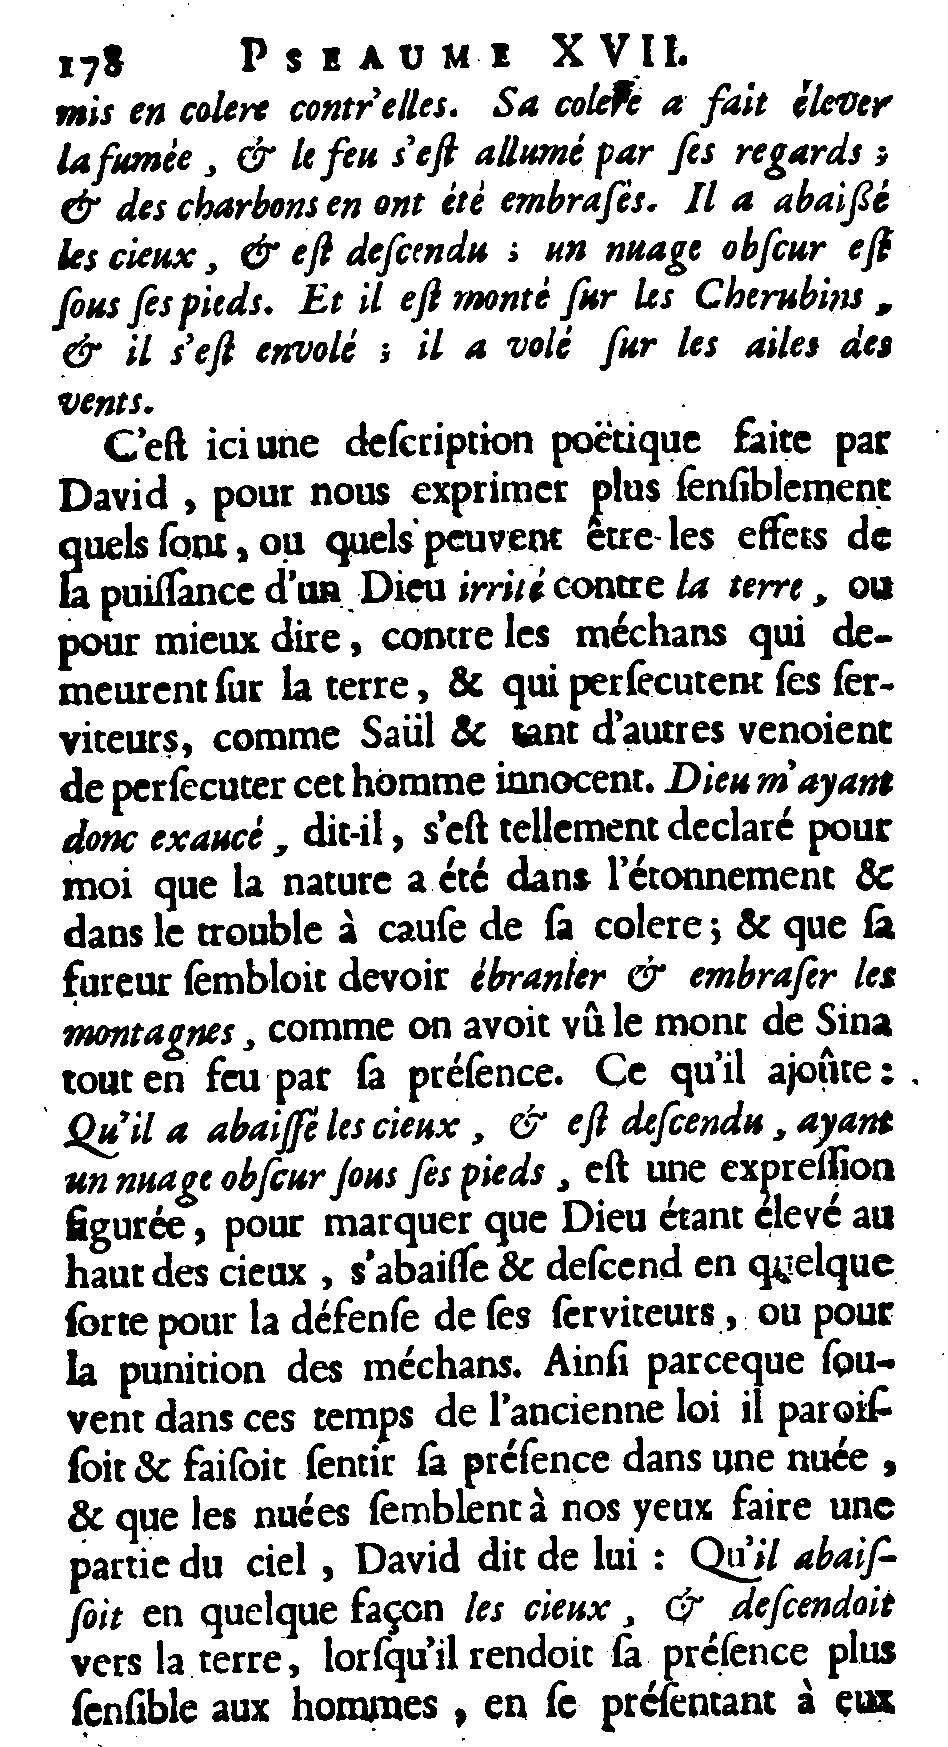 178 PSEAUME XVII.
mis en colere contr'elles. Sa colere a fait élever
la fumée, & le feu s'eſt allumé par ſes regards;
& des charbons en ont été embraſés. Il a abaiſſé
les cieux, & eſt deſcendu; un nuage obſcur eſt
ſous ſes pieds. Et il eſt monté ſur les Cherubins,
& il s'eſt envolé; il a volé ſur les ailes des
vents.
C'eſt ici une deſcription poëtique faite par
David, pour nous exprimer plus ſenſiblement
quels ſont, ou quels peuvent être les effets de
la puiſſance d'un Dieu irrité contre la terre, ou
pour mieux dire, contre les méchans qui de-
meurent ſur la terre, & qui perſecutent ſes ſer-
viteurs, comme Saül & tant d'autres venoient
de perſecuter cet homme innocent. Dieu m'ayant
donc exaucé, dit-il, s'eſt tellement declaré pour
moi que la nature a été dans l'étonnement &
dans le trouble à cauſe de ſa colere; & que ſa
fureur ſembloit devoir ébranler & embraſer les
montagnes, comme on avoit vû le mont de Sina
tout en feu par ſa préſence. Ce qu'il ajoûte:
Qu'il a abaiſſé les cieux, & eſt deſcendu, ayant
un nuage obſcur ſous ſes pieds, eſt une expreſſion
figurée, pour marquer que Dieu étant élevé au
haut des cieux, s'abaiſſe & deſcend en quelque
ſorte pour la défenſe de ſes ſerviteurs, ou pour
la punition des méchans. Ainſi parceque ſou-
vent dans ces temps de l'ancienne loi il paroiſ-
ſoit & faiſoit ſentir ſa préſence dans une nuée,
& que les nuées ſemblent à nos yeux faire une
partie du ciel, David dit de lui: Qu'il abaiſ-
ſoit en quelque façon les cieux, & deſcendoit
vers la terre, lorſqu'il rendoit ſa préſence plus
ſenſible aux hommes, en ſe préſentant à eux